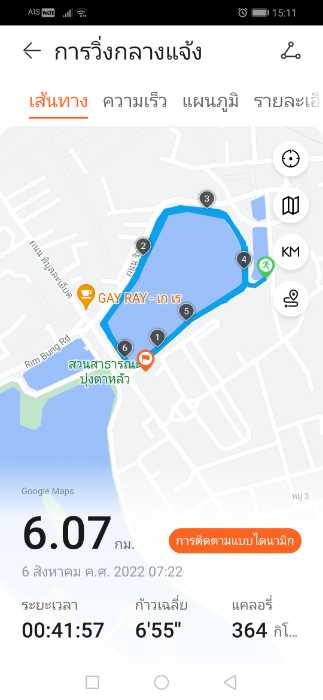 AIS 15:11
การวิ่งกลางแจ้ง
เส้นทาง ความเร็ว แผนภูมิ รายละเอี
3
2
4
KM
GAY RAY - เก เร
5
1
6
Rim Bung Rd
สวนสาธารณะ
ปุงตาหลัว
Google Maps
หมู่ 3
6.07 กม.
การติดตามแบบไดนามิก
6 สิงหาคม ค.ศ. 2022 07:22
ระยะเวลา ก้าวเฉลี่ย แคลอรี่
00:41:57 6'55" 364 กิโ...